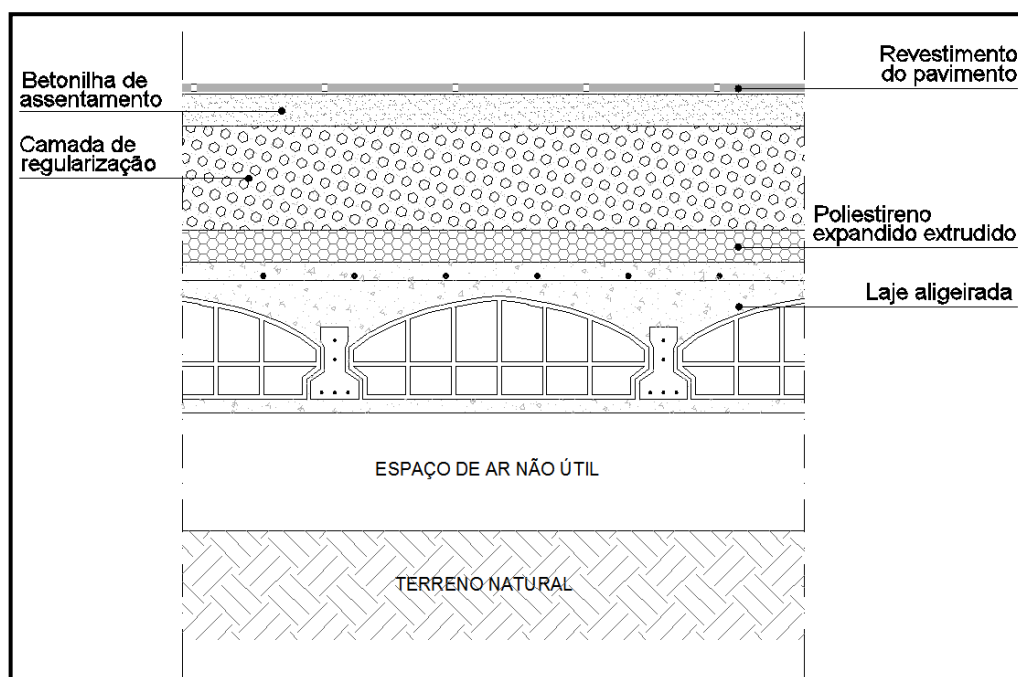 Revestimento
do pavimento
Betonilha de
assentamento
Camada de
regularização
Poliestireno
expandido extrudido
Laje aligeirada
ESPAÇO DE AR NÃO ÚTIL
TERRENO NATURAL